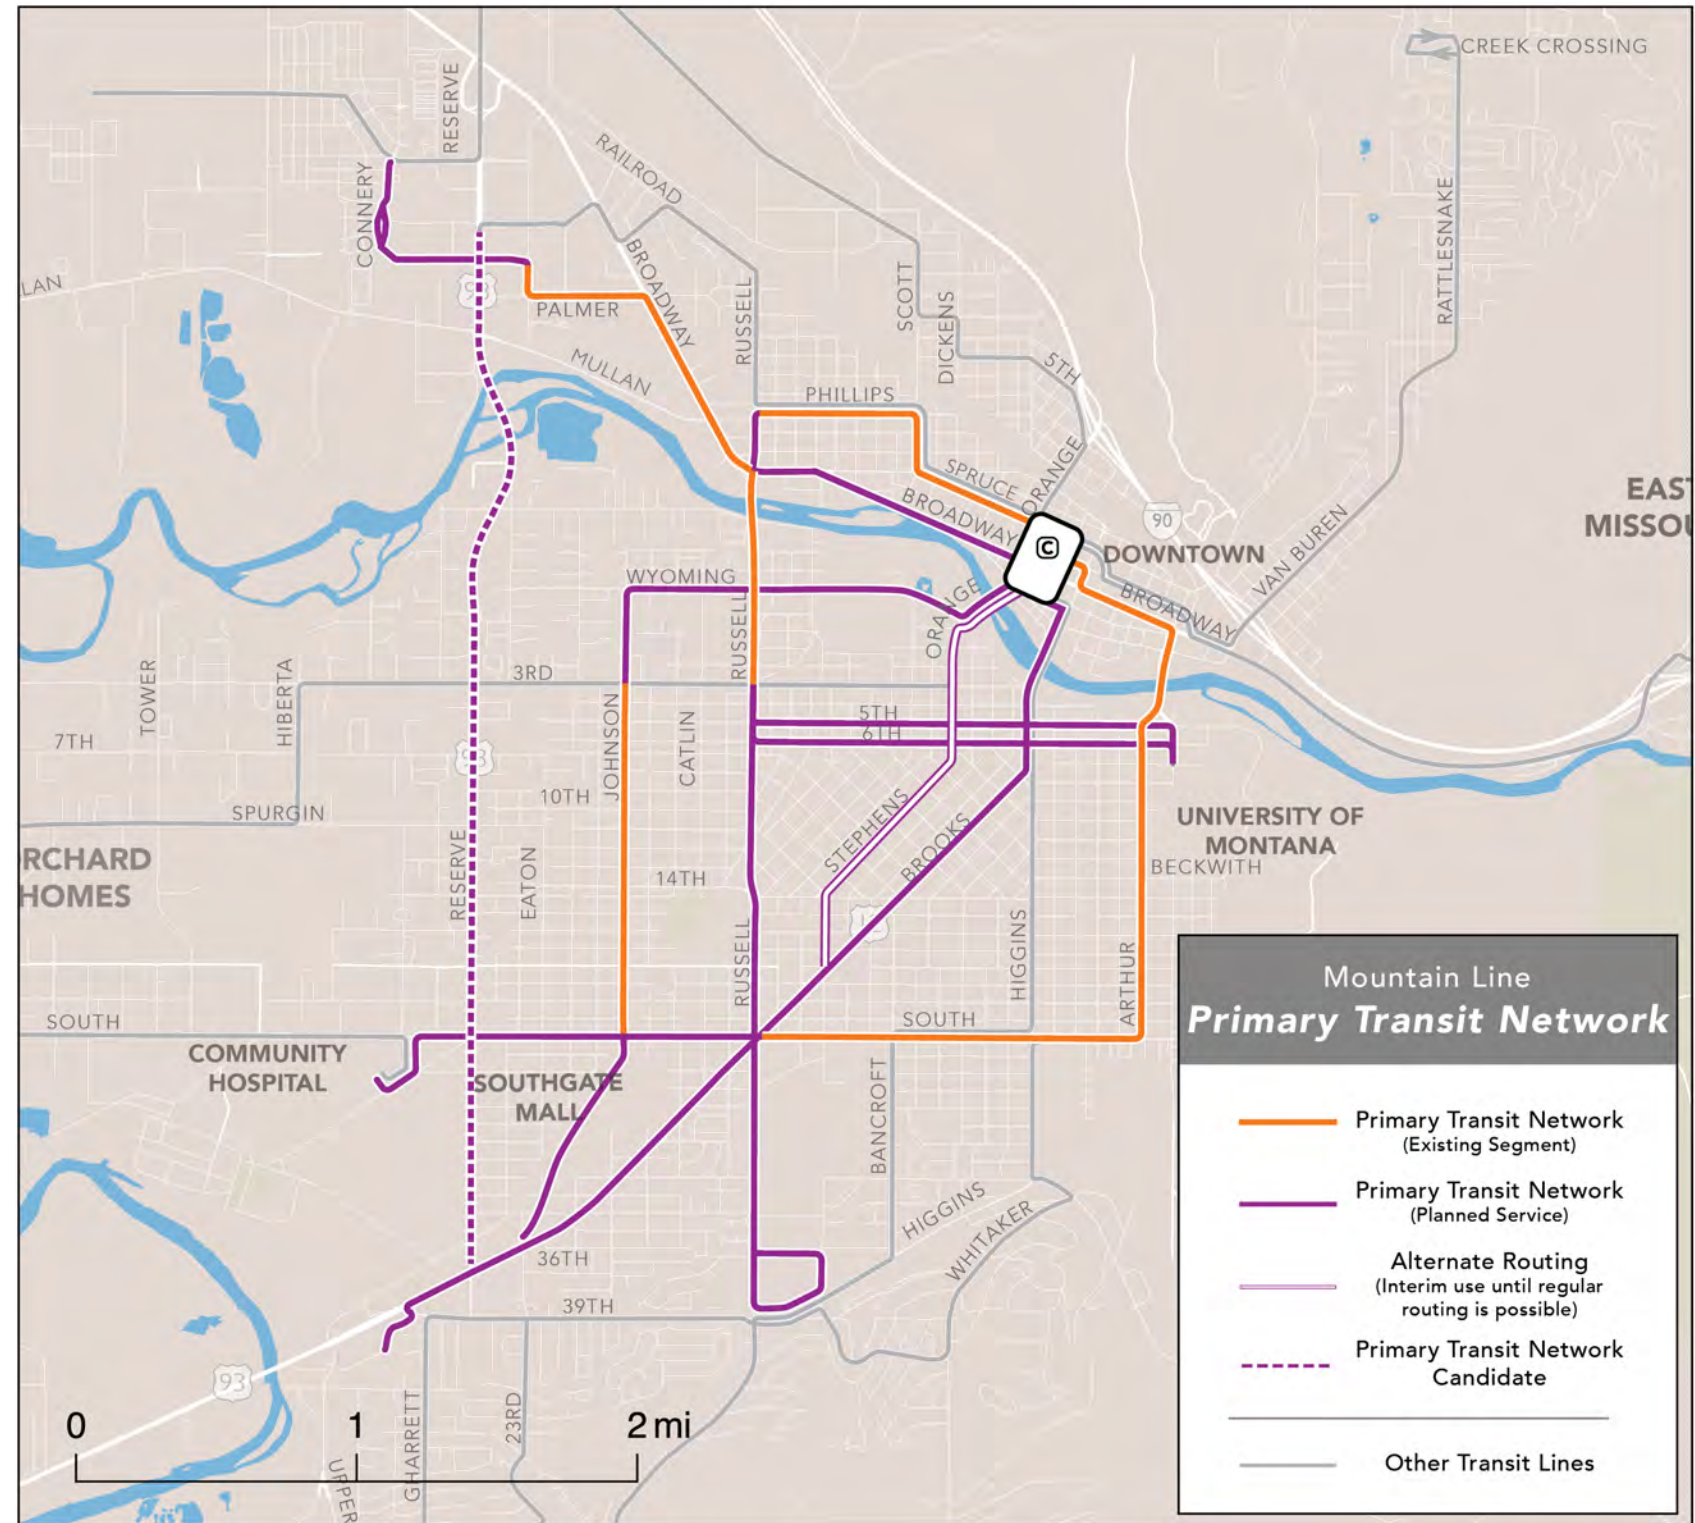 CREEK CROSSING
RESERVE
RAILROAD
CONNERY
RATTLESNAKE
BROADWAY
SCOTT
LAN
93
RUSSELL
DICKENS
PALMER
MULLAN
5TH
PHILLIPS
ORANGE
SPRUCE
BROADWAY
EAST
MISSOU
90
©
DOWNTOWN
VAN BUREN
WYOMING
BROADWAY
ORANGE
RUSSELL
TOWER
HIBERTA
3RD
5TH
6TH
7TH
JOHNSON
CATLIN
93
10TH
SPURGIN
STEPHENS
BROOKS
UNIVERSITY OF
MONTANA
RCHARD
HOMES
RESERVE
EATON
14TH
BECKWITH
12
RUSSELL
HIGGINS
ARTHUR
SOUTH
SOUTH
COMMUNITY
HOSPITAL
SOUTHGATE
MALL
BANCROFT
HIGGINS
WHITAKER
36TH
39TH
93
GHARRETT
23RD
UPPER
0 1 2 mi
Mountain Line
Primary Transit Network
Primary Transit Network
(Existing Segment)
Primary Transit Network
(Planned Service)
Alternate Routing
(Interim use until regular
routing is possible)
Primary Transit Network
Candidate
Other Transit Lines